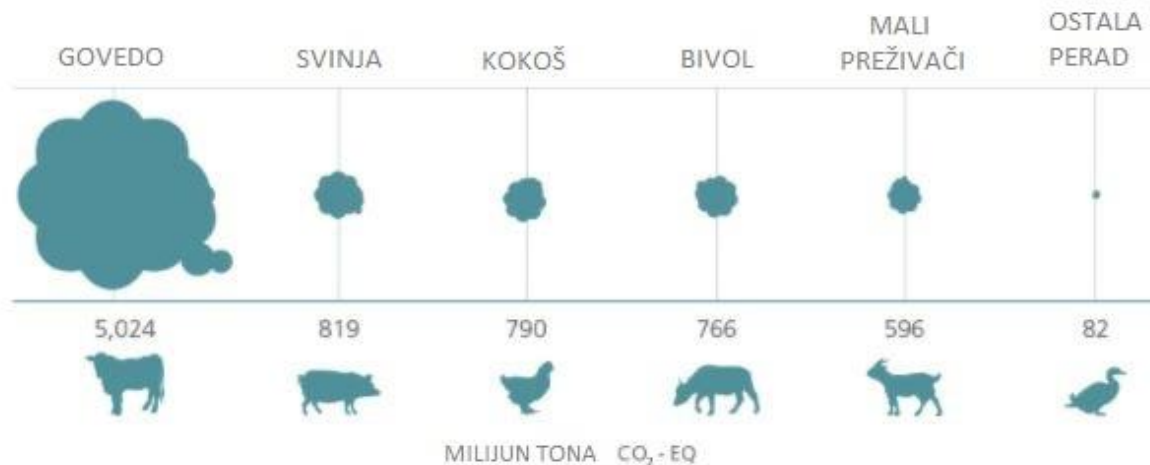 GOVEDO SVINJA KOKOŠ BIVOL MALI PREŽIVAČI OSTALA PERAD
5,024 819 790 766 596 82
MILIJUN TONA CO₂ - EQ